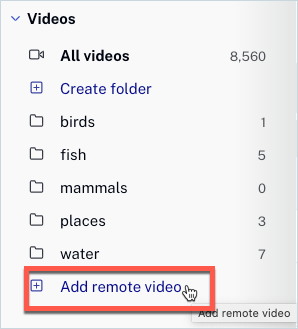 Videos
All videos 8,560
Create folder
birds 1
fish 5
mammals 0
places 3
water 7
Add remote video
Add remote video